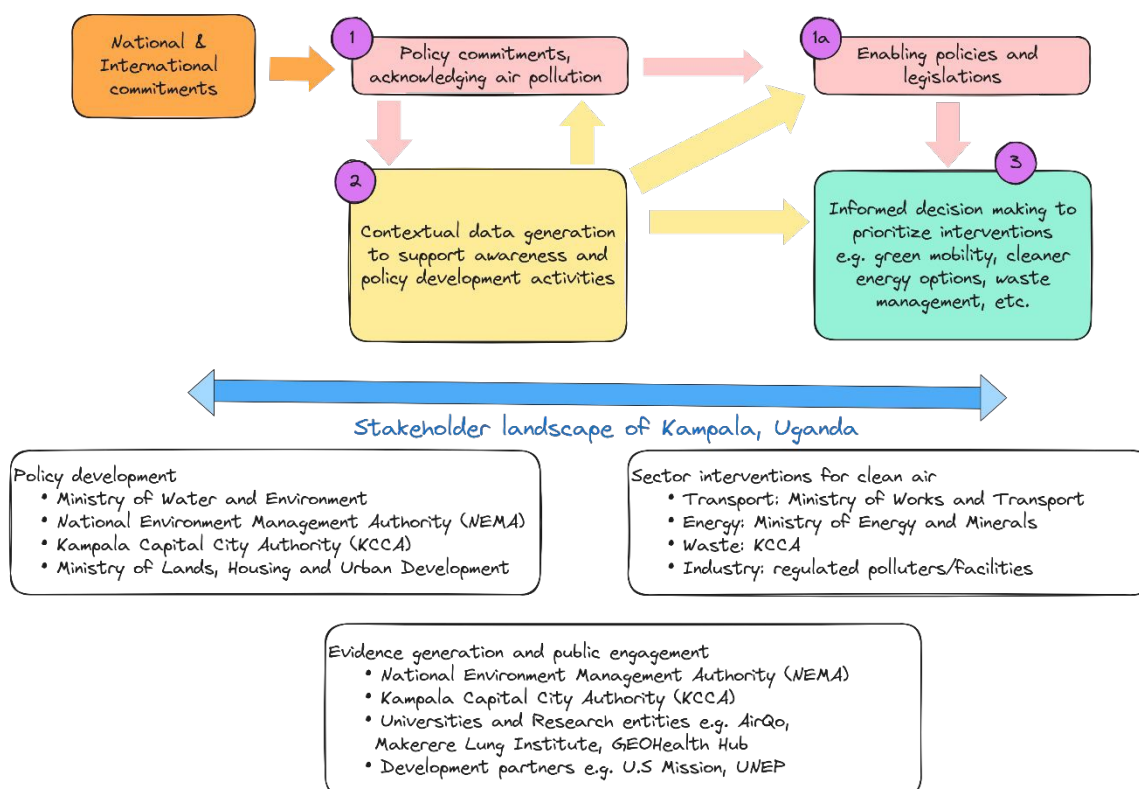 National &
International
commitments
1
Policy commitments,
acknowledging air pollution
1a
Enabling policies and
legislations
2
Contextual data generation
to support awareness and
policy development activities
3
Informed decision making to
prioritize interventions
e.g. green mobility, cleaner
energy options, waste
management, etc.
Stakeholder landscape of Kampala, Uganda
Policy development
• Ministry of Water and Environment
• National Environment Management Authority (NEMA)
• Kampala Capital City Authority (KCCA)
• Ministry of Lands, Housing and Urban Development
Sector interventions for clean air
• Transport: Ministry of Works and Transport
• Energy: Ministry of Energy and Minerals
• Waste: KCCA
• Industry: regulated polluters/facilities
Evidence generation and public engagement
• National Environment Management Authority (NEMA)
• Kampala Capital City Authority (KCCA)
• Universities and Research entities e.g. AirQo,
Makerere Lung Institute, GEOHealth Hub
• Development partners e.g. U.S Mission, UNEP